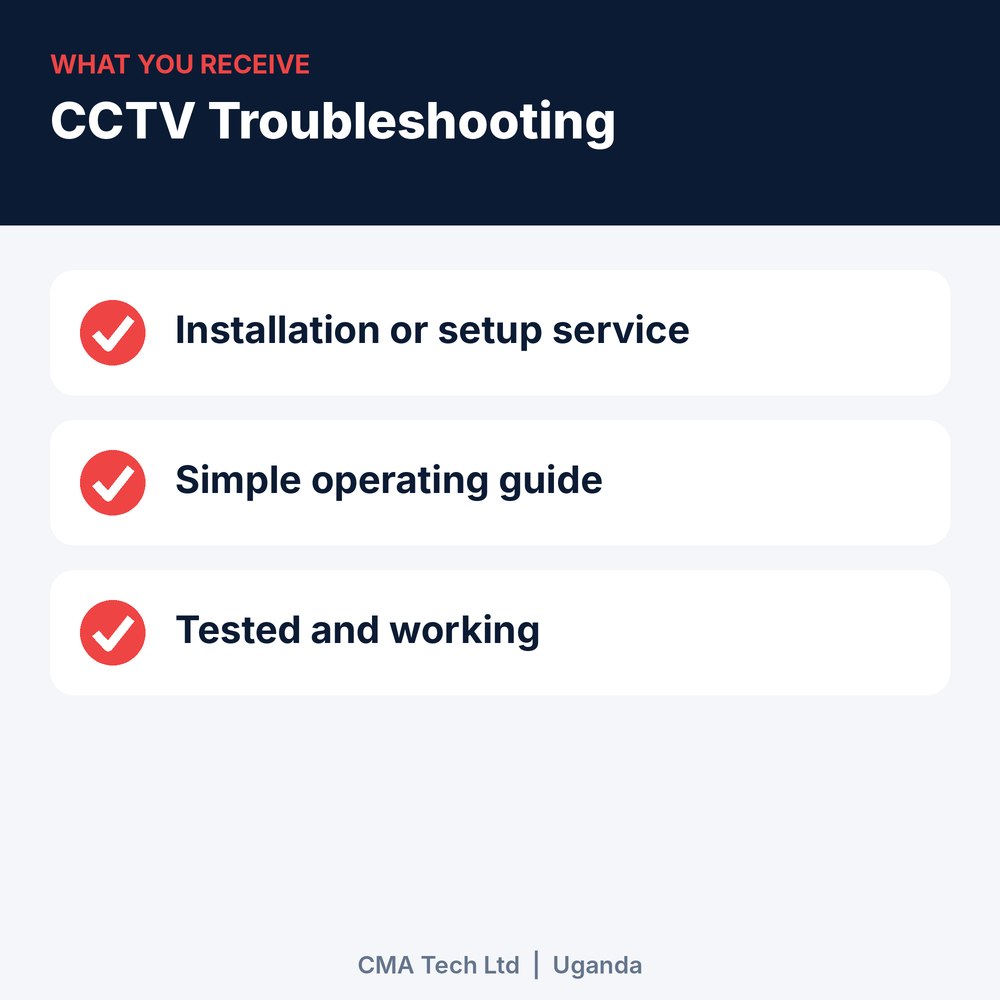 WHAT YOU RECEIVE
CCTV Troubleshooting
Installation or setup service
Simple operating guide
Tested and working
CMA Tech Ltd | Uganda